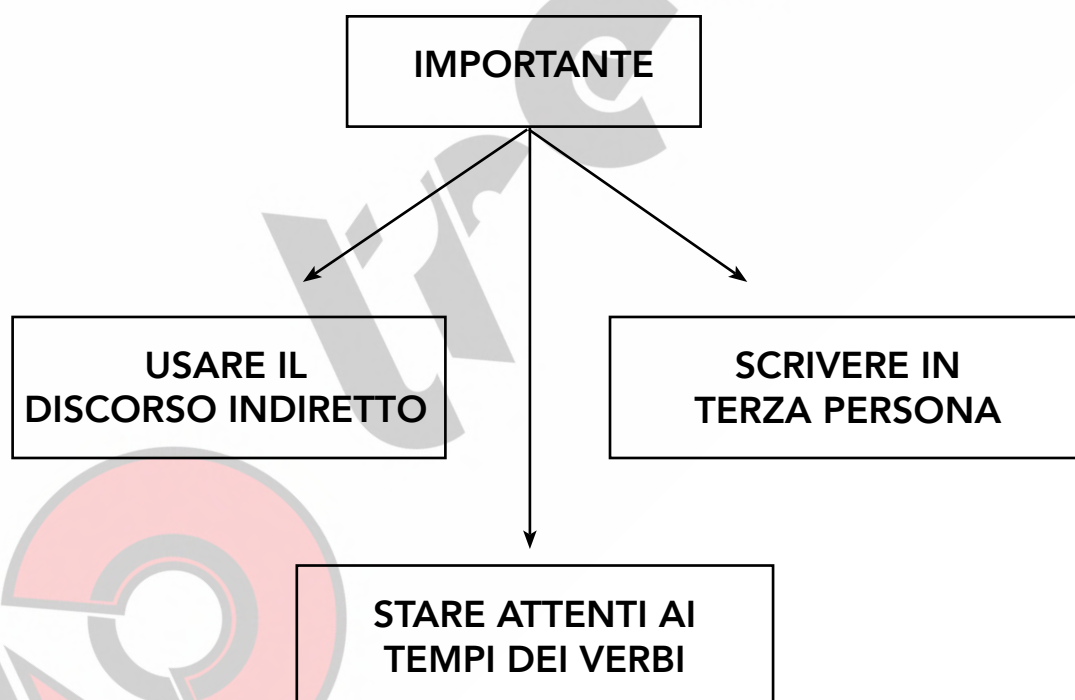 IMPORTANTE
USARE IL
DISCORSO INDIRETTO
SCRIVERE IN
TERZA PERSONA
STARE ATTENTI AI
TEMPI DEI VERBI